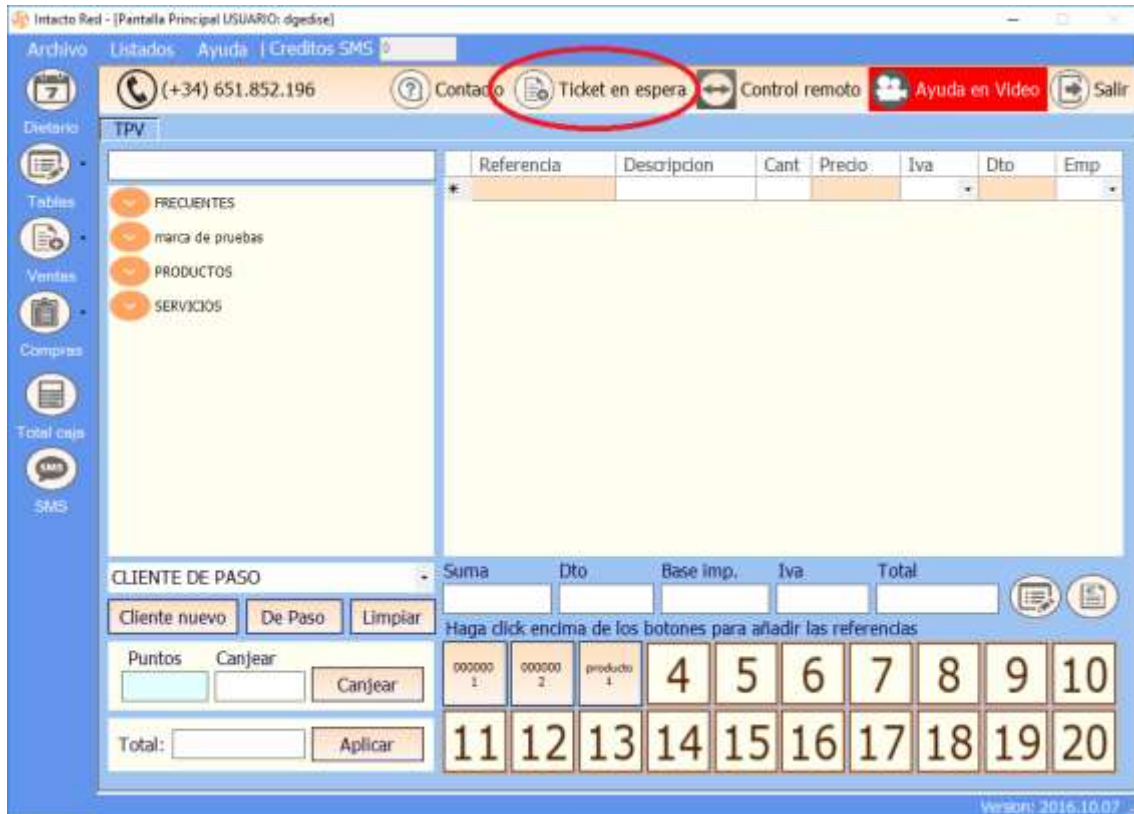 Intacto Red - [Pantalla Principal USUARIO: dgedise]
Archivo Listados Ayuda | Creditos SMS 0
7 (+34) 651.852.196 ? Contado Ticket en espera Control remoto Ayuda en Video Salir
Dietario
TPV
Referencia Descripcion Cant Precio Iva Dto Emp
*
Tables
FRECUENTES
marca de pruebas
Ventas
PRODUCTOS
SERVICIOS
Compras
Total caja
SMS
SMS
CLIENTE DE PASO
Suma Dto Base imp. Iva Total
Cliente nuevo De Paso Limpiar
Haga click encima de los botones para añadir las referencias
Puntos Canjear
Canjear
000000 1 000000 2 producto 1 4 5 6 7 8 9 10
Total: Aplicar
11 12 13 14 15 16 17 18 19 20
Version: 2016.10.07